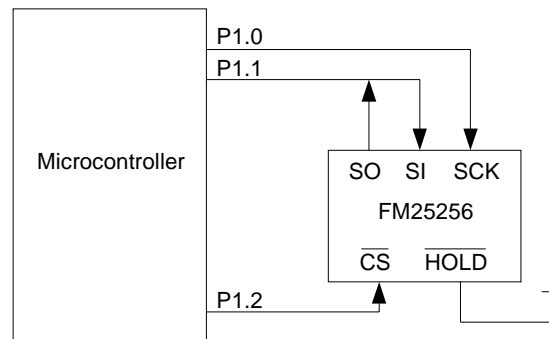 P1.0
P1.1
Microcontroller
SO SI SCK
FM25256
CS HOLD
P1.2